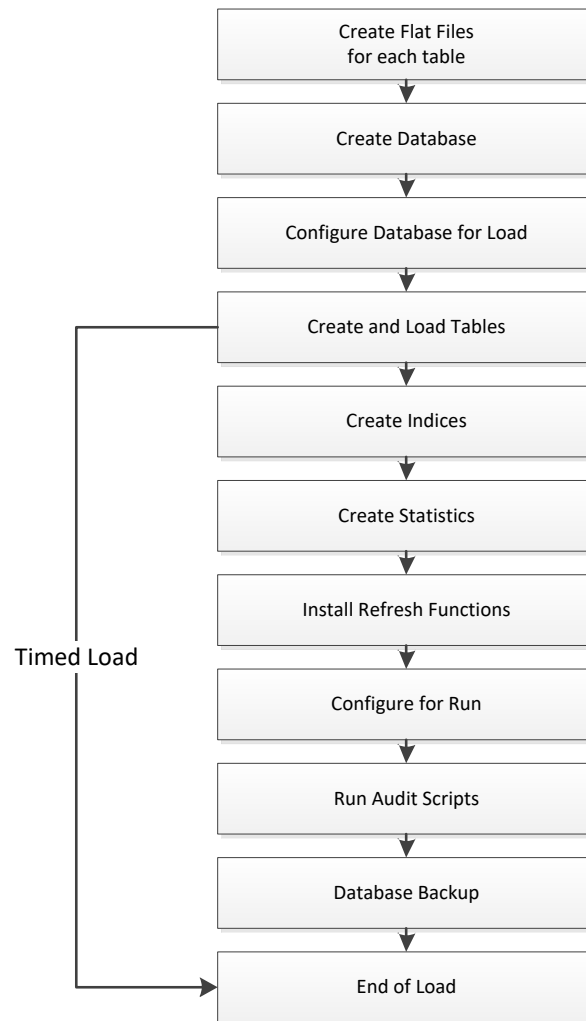 Create Flat Files
for each table
Create Database
Configure Database for Load
Create and Load Tables
Create Indices
Create Statistics
Install Refresh Functions
Timed Load
Configure for Run
Run Audit Scripts
Database Backup
End of Load